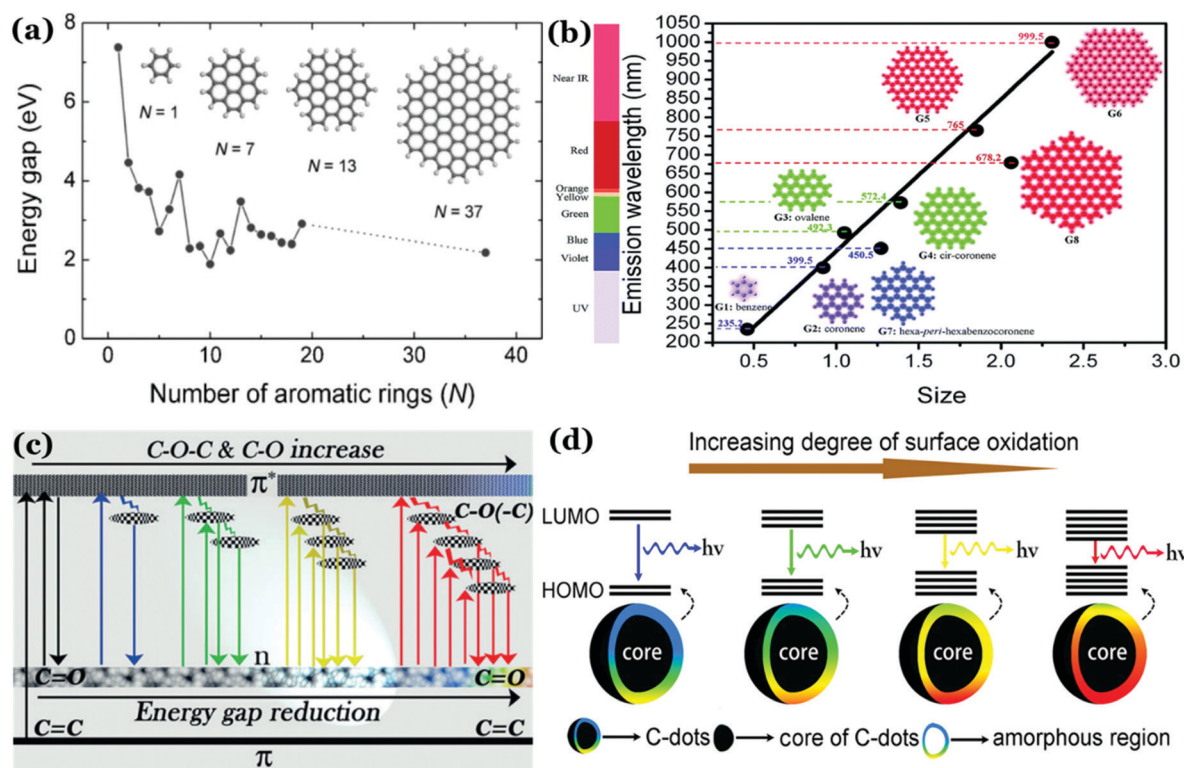 (a)
8
6
4
2
0
Energy gap (eV)
N = 1
N = 7
N = 13
N = 37
0
10
20
30
40
Number of aromatic rings (N)
(b)
Near IR
Red
Orange
Yellow
Green
Blue
Violet
UV
Emission wavelength (nm)
1050
1000
950
900
850
800
750
700
650
600
550
500
450
400
350
300
250
200
999.5
765
678.2
572.4
492.3
450.5
399.5
235.2
G5
G6
G3: ovalene
G4: cir-coronene
G8
G1: benzene
G2: coronene
G7: hexa-peri-hexabenzocoronene
0.5
1.0
1.5
2.0
2.5
3.0
Size
(c)
C-O-C & C-O increase
π*
C-O(-C)
n
C=O
C=O
Energy gap reduction
C=C
C=C
π
(d)
Increasing degree of surface oxidation
LUMO
hν
hν
hν
hν
HOMO
core
core
core
core
C-dots
core of C-dots
amorphous region